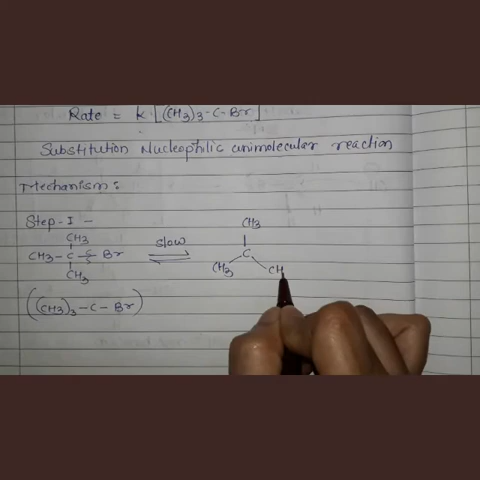 Rate = k [(CH3)3-C-Br]
Substitution Nucleophilic unimolecular reaction
Mechanism:
Step-I -
CH3
CH3 - C - Br
CH3
slow
CH3
C
CH3 CH
((CH3)3-C-Br)